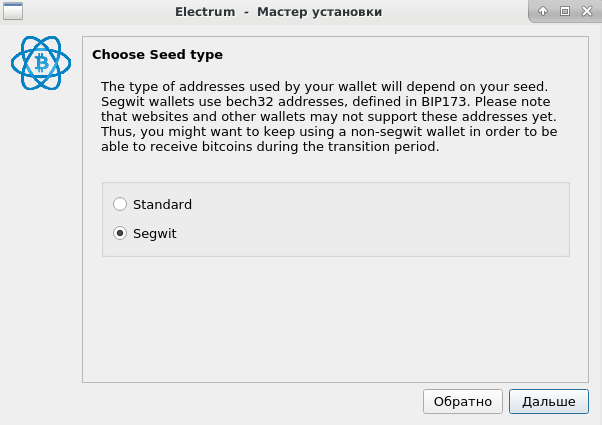 Electrum - Мастер установки
Choose Seed type
The type of addresses used by your wallet will depend on your seed.
Segwit wallets use bech32 addresses, defined in BIP173. Please note
that websites and other wallets may not support these addresses yet.
Thus, you might want to keep using a non-segwit wallet in order to be
able to receive bitcoins during the transition period.
Standard
Segwit
Обратно
Дальше